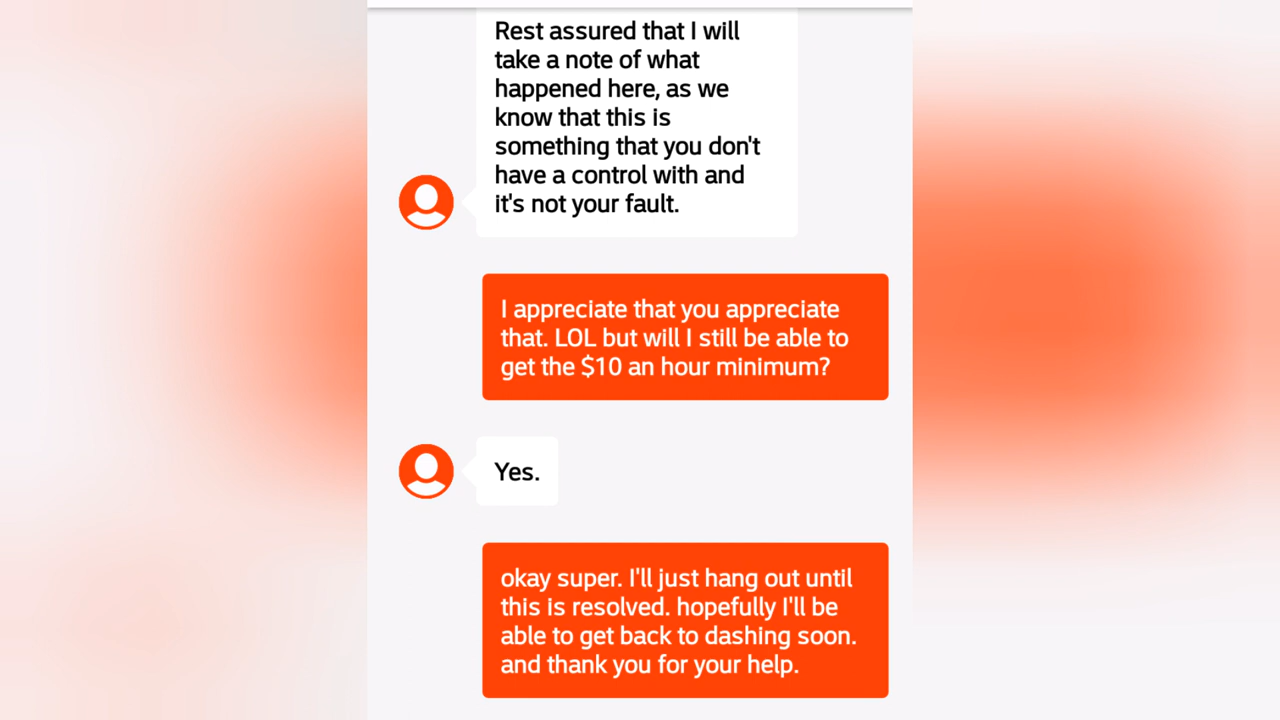 Rest assured that I will
take a note of what
happened here, as we
know that this is
something that you don't
have a control with and
it's not your fault.
I appreciate that you appreciate
that. LOL but will I still be able to
get the $10 an hour minimum?
Yes.
okay super. I'll just hang out until
this is resolved. hopefully I'll be
able to get back to dashing soon.
and thank you for your help.